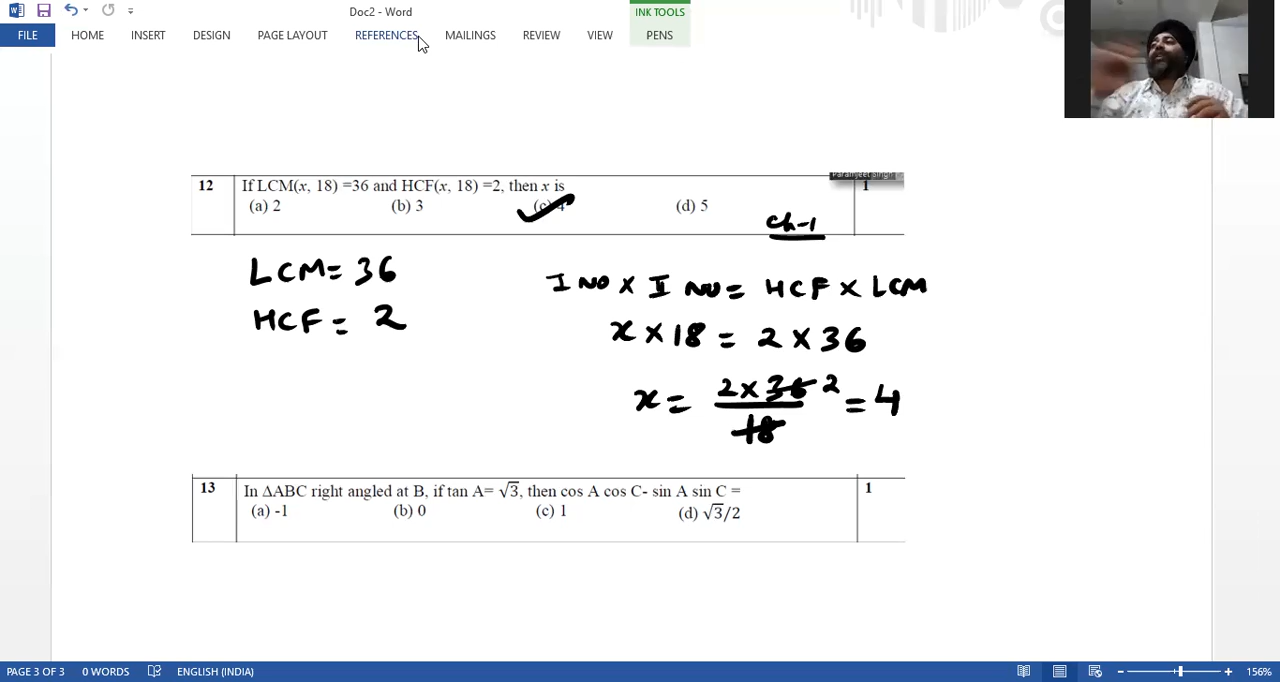 Doc2 - Word
INK TOOLS
FILE HOME INSERT DESIGN PAGE LAYOUT REFERENCES MAILINGS REVIEW VIEW PENS
Paramjeet Singh
12 If LCM(x, 18) =36 and HCF(x, 18) =2, then x is 1
(a) 2 (b) 3 (c) 4 (d) 5
Ch-1
LCM = 36
HCF = 2
I NO X II NO = HCF X LCM
x X 18 = 2 X 36
x = 2 X 36 2 / 18 = 4
13 In ΔABC right angled at B, if tan A= √3, then cos A cos C- sin A sin C = 1
(a) -1 (b) 0 (c) 1 (d) √3/2
PAGE 3 OF 3 0 WORDS ENGLISH (INDIA) 156%